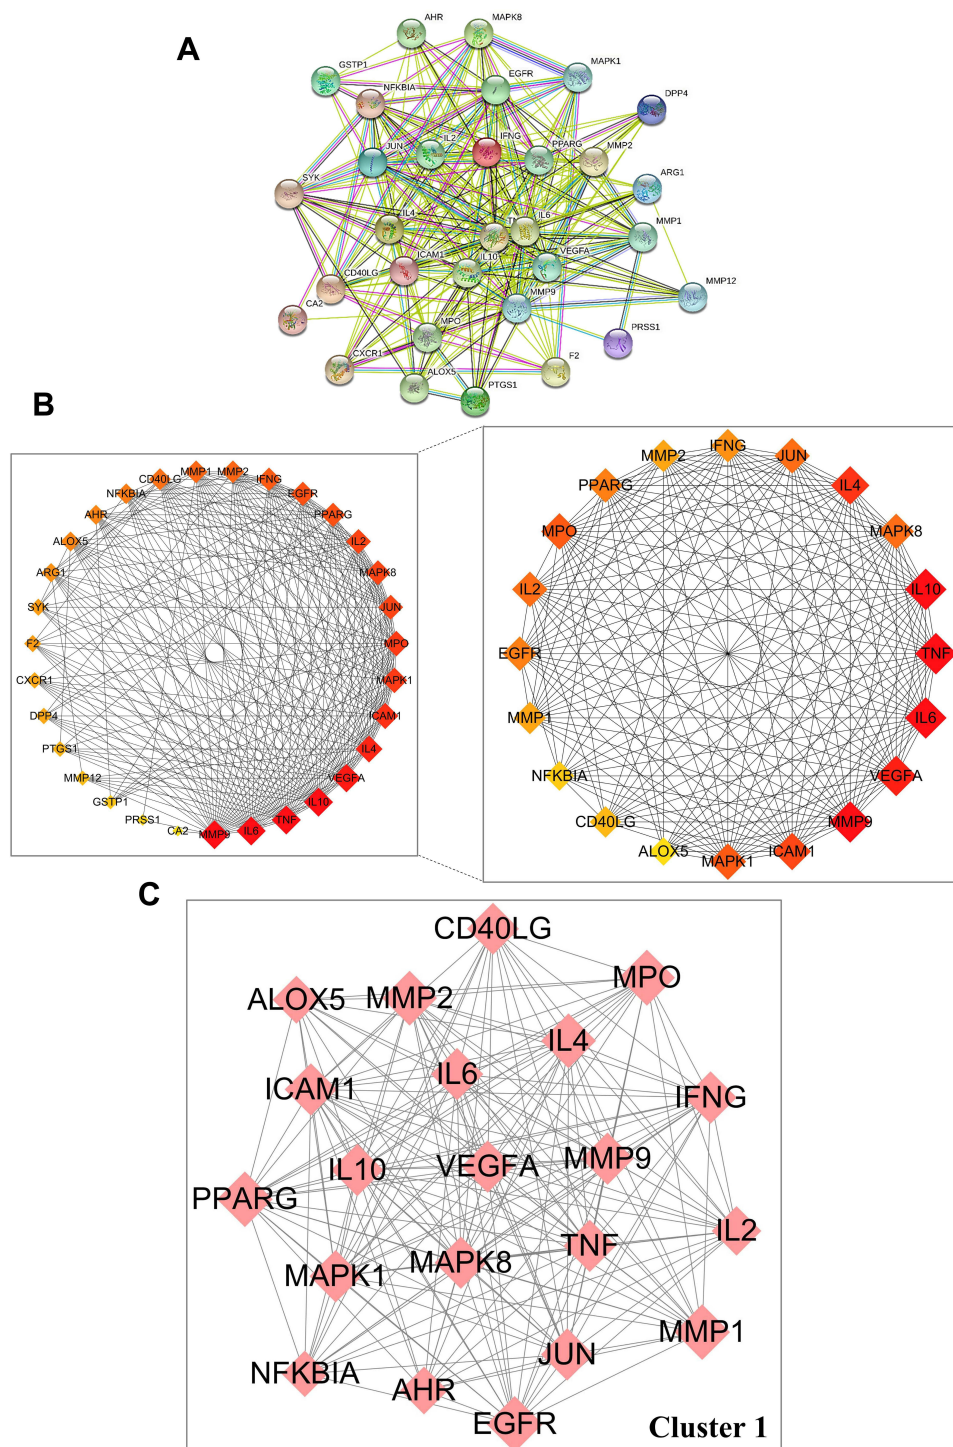 A
AHR
MAPK8
GSTP1
NFKBIA
EGFR
MAPK1
DPP4
JUN
IL2
IFNG
PPARG
MMP2
ARG1
SYK
IL4
IL6
MMP1
ICAM1
IL10
VEGFA
CD40LG
MMP9
MMP12
CA2
MPO
PRSS1
CXCR1
ALOX5
PTGS1
F2
B
MMP1
MMP2
CD40LG
IFNG
NFKBIA
EGFR
AHR
PPARG
ALOX5
IL2
ARG1
MAPK8
SYK
JUN
F2
MPO
CXCR1
MAPK1
DPP4
ICAM1
PTGS1
IL4
MMP12
VEGFA
GSTP1
IL10
PRSS1
TNF
CA2
MMP9
IL6
IFNG
MMP2
JUN
PPARG
IL4
MPO
MAPK8
IL2
IL10
EGFR
TNF
MMP1
IL6
NFKBIA
VEGFA
CD40LG
MMP9
ALOX5
MAPK1
ICAM1
C
CD40LG
MPO
ALOX5
MMP2
IL4
IL6
ICAM1
IFNG
IL10
VEGFA
MMP9
PPARG
IL2
TNF
MAPK1
MAPK8
MMP1
JUN
NFKBIA
AHR
EGFR
Cluster 1